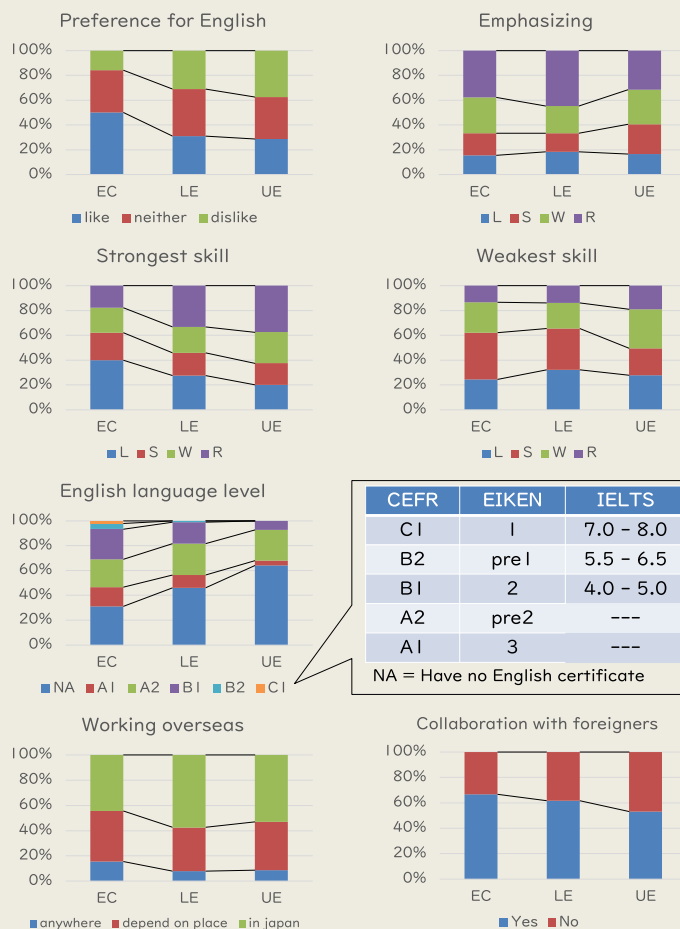 Preference for English
100%
80%
60%
40%
20%
0%
EC LE UE
like neither dislike
Emphasizing
100%
80%
60%
40%
20%
0%
EC LE UE
L S W R
Strongest skill
100%
80%
60%
40%
20%
0%
EC LE UE
L S W R
Weakest skill
100%
80%
60%
40%
20%
0%
EC LE UE
L S W R
English language level
100%
80%
60%
40%
20%
0%
EC LE UE
NA A1 A2 B1 B2 C1
CEFR EIKEN IELTS
C1 1 7.0 – 8.0
B2 pre1 5.5 – 6.5
B1 2 4.0 – 5.0
A2 pre2 ---
A1 3 ---
NA = Have no English certificate
Working overseas
100%
80%
60%
40%
20%
0%
EC LE UE
anywhere depend on place in japan
Collaboration with foreigners
100%
80%
60%
40%
20%
0%
EC LE UE
Yes No